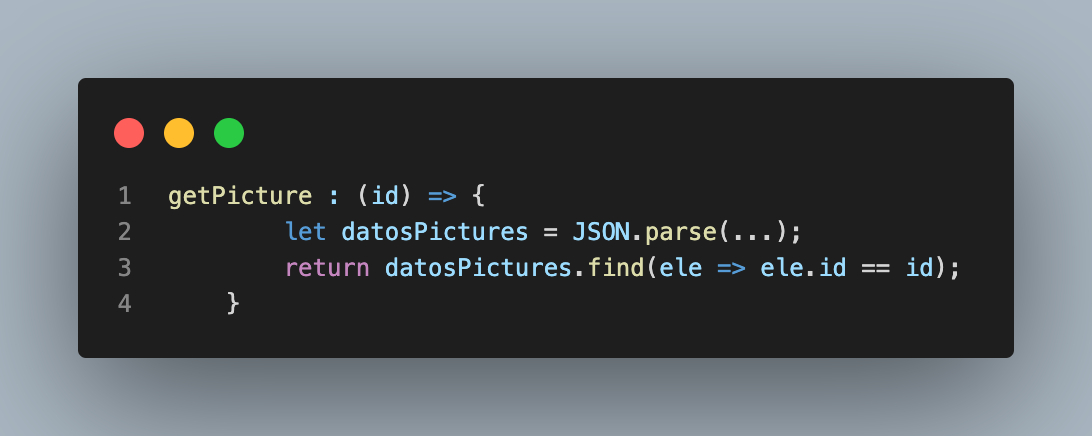 1 getPicture : (id) => {
2 let datosPictures = JSON.parse(...);
3 return datosPictures.find(ele => ele.id == id);
4 }